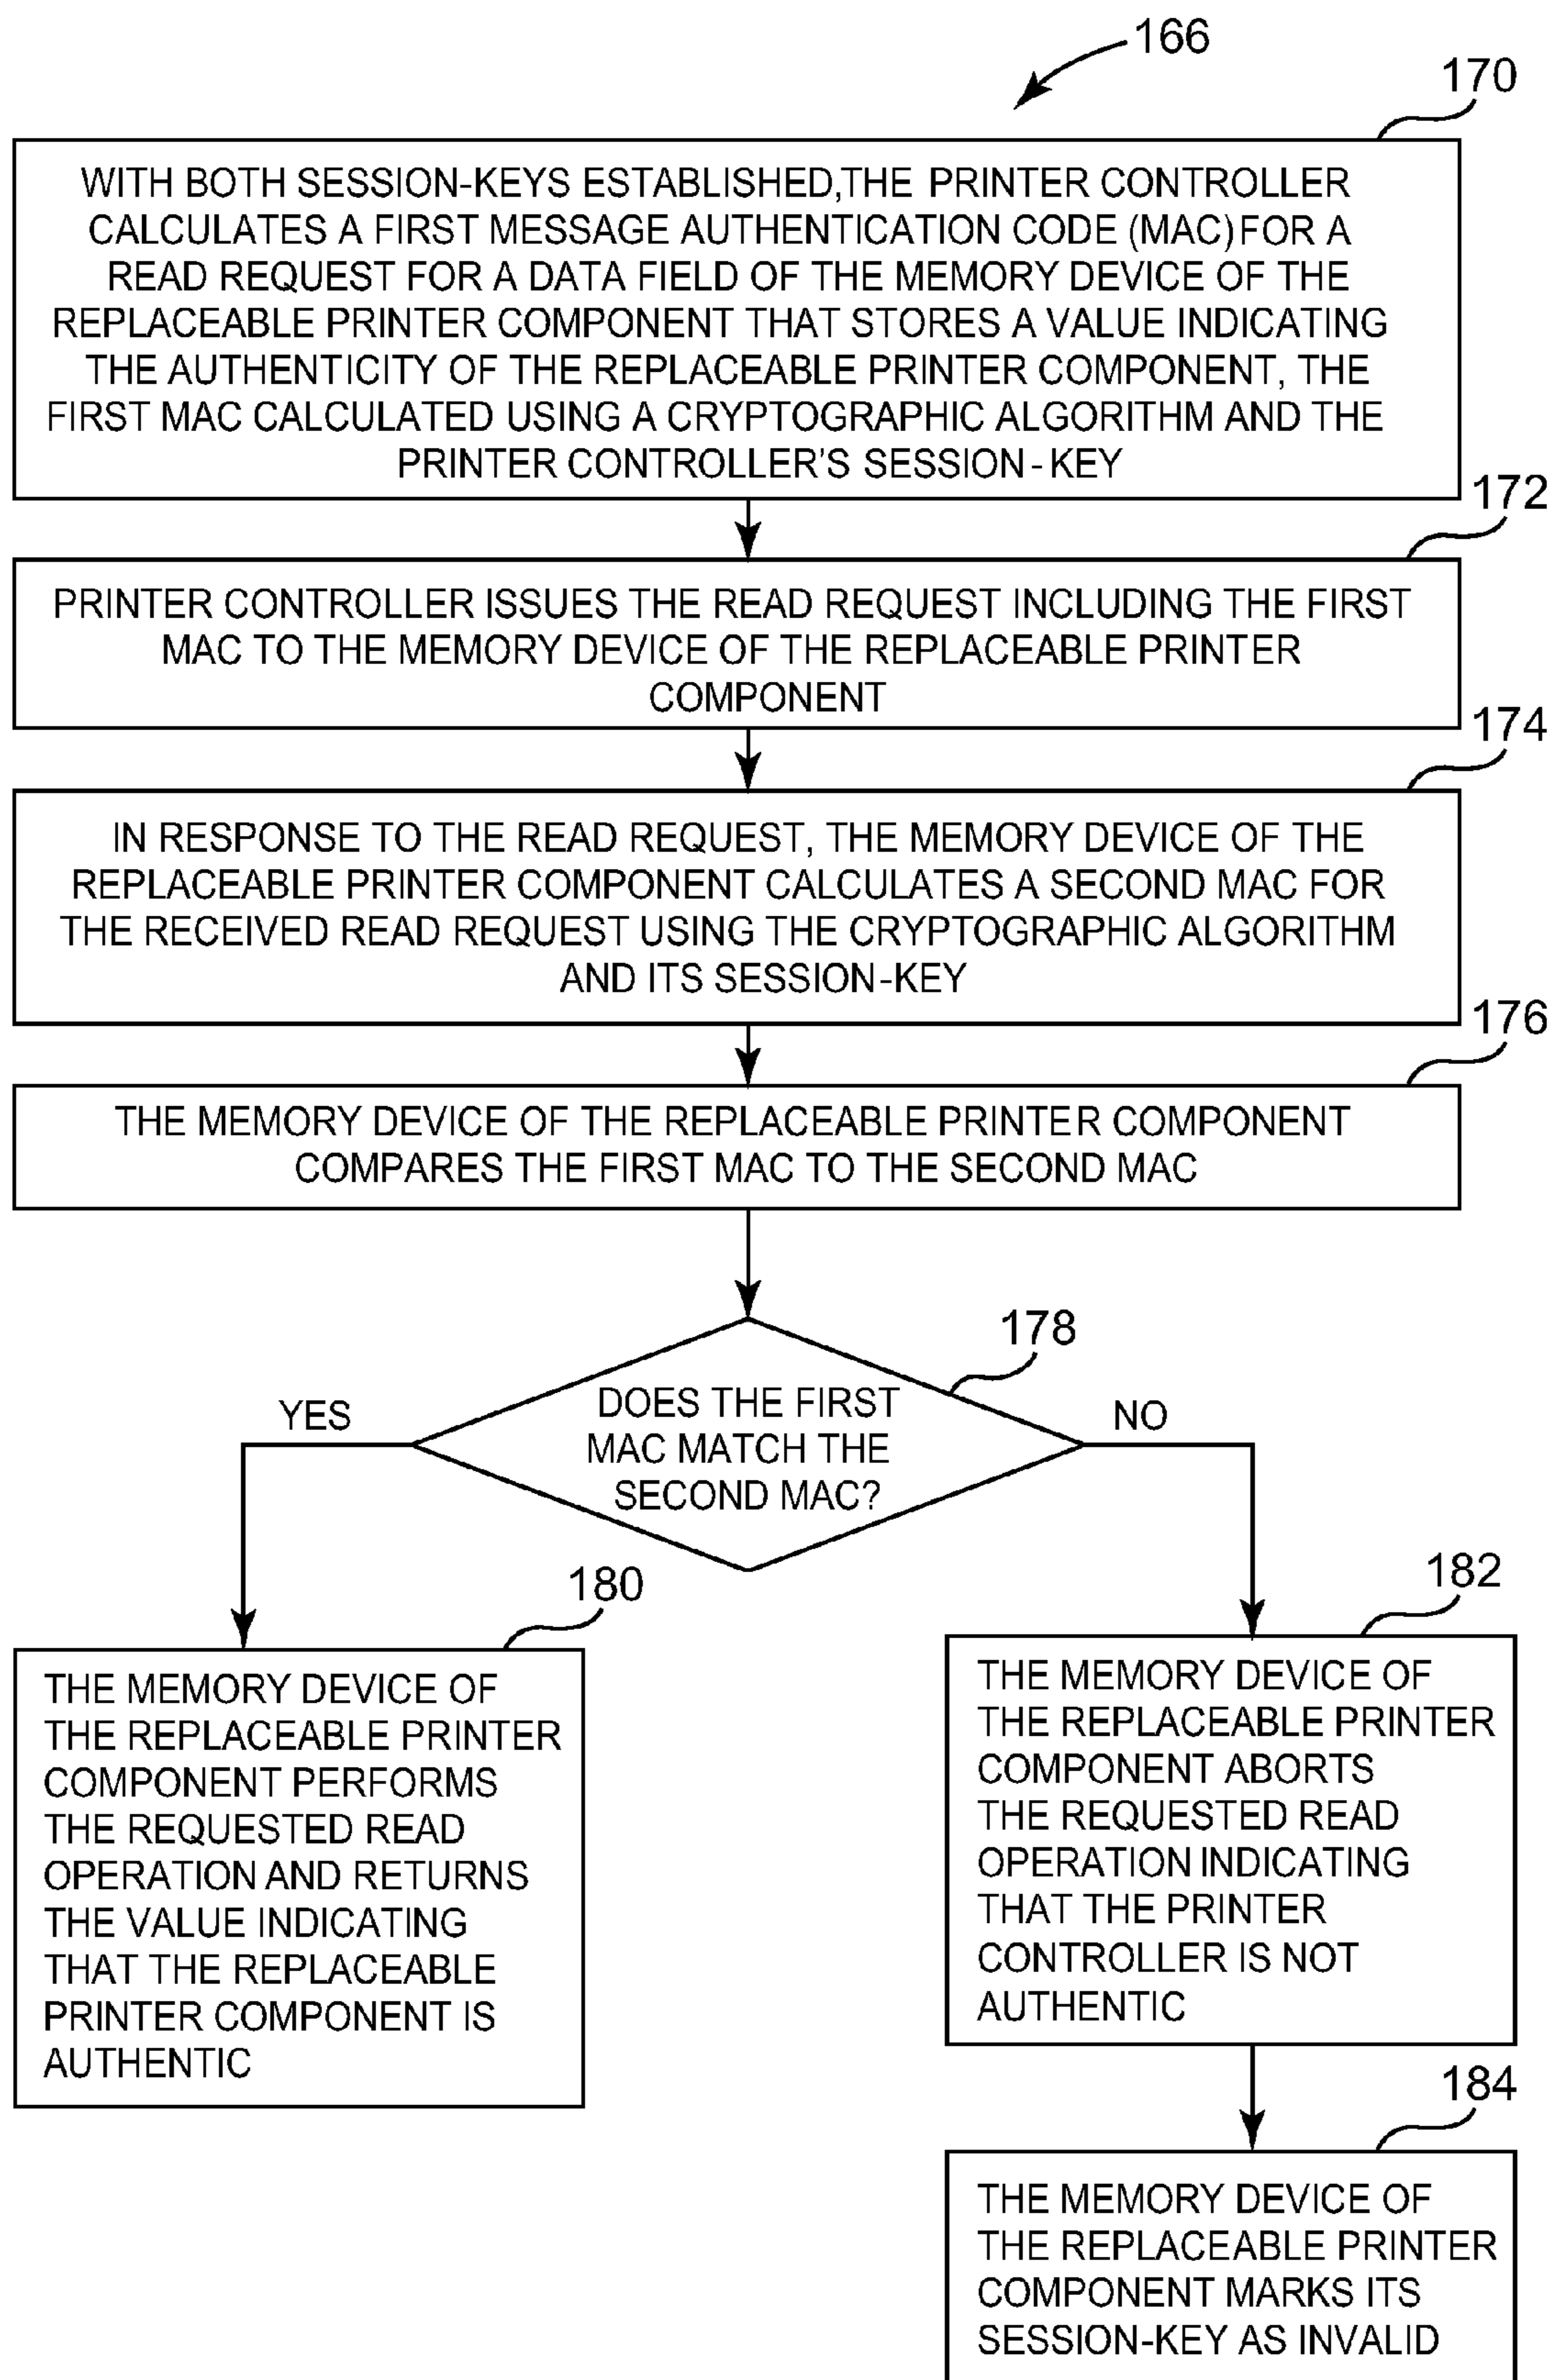 166
170
WITH BOTH SESSION-KEYS ESTABLISHED,THE PRINTER CONTROLLER
CALCULATES A FIRST MESSAGE AUTHENTICATION CODE (MAC) FOR A
READ REQUEST FOR A DATA FIELD OF THE MEMORY DEVICE OF THE
REPLACEABLE PRINTER COMPONENT THAT STORES A VALUE INDICATING
THE AUTHENTICITY OF THE REPLACEABLE PRINTER COMPONENT, THE
FIRST MAC CALCULATED USING A CRYPTOGRAPHIC ALGORITHM AND THE
PRINTER CONTROLLER'S SESSION-KEY
172
PRINTER CONTROLLER ISSUES THE READ REQUEST INCLUDING THE FIRST
MAC TO THE MEMORY DEVICE OF THE REPLACEABLE PRINTER
COMPONENT
174
IN RESPONSE TO THE READ REQUEST, THE MEMORY DEVICE OF THE
REPLACEABLE PRINTER COMPONENT CALCULATES A SECOND MAC FOR
THE RECEIVED READ REQUEST USING THE CRYPTOGRAPHIC ALGORITHM
AND ITS SESSION-KEY
176
THE MEMORY DEVICE OF THE REPLACEABLE PRINTER COMPONENT
COMPARES THE FIRST MAC TO THE SECOND MAC
178
DOES THE FIRST
MAC MATCH THE
SECOND MAC?
YES
NO
180
THE MEMORY DEVICE OF
THE REPLACEABLE PRINTER
COMPONENT PERFORMS
THE REQUESTED READ
OPERATION AND RETURNS
THE VALUE INDICATING
THAT THE REPLACEABLE
PRINTER COMPONENT IS
AUTHENTIC
182
THE MEMORY DEVICE OF
THE REPLACEABLE PRINTER
COMPONENT ABORTS
THE REQUESTED READ
OPERATION INDICATING
THAT THE PRINTER
CONTROLLER IS NOT
AUTHENTIC
184
THE MEMORY DEVICE OF
THE REPLACEABLE PRINTER
COMPONENT MARKS ITS
SESSION-KEY AS INVALID